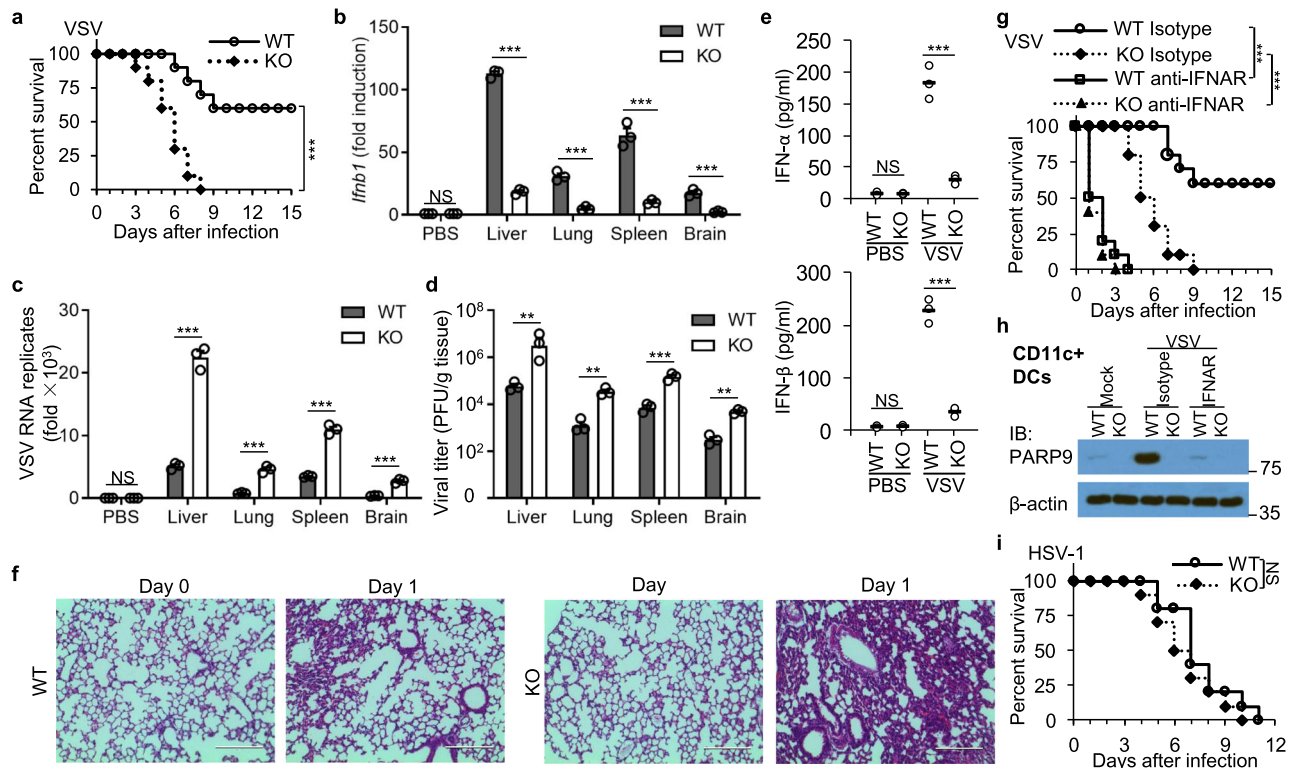 a
VSV
WT
KO
Percent survival
100
75
50
25
0
***
0 3 6 9 12 15
Days after infection
b
Ifnb1 (fold induction)
150
100
50
0
WT
KO
NS
***
***
***
***
PBS Liver Lung Spleen Brain
c
VSV RNA replicates
(fold ×10³)
30
20
10
0
WT
KO
NS
***
***
***
***
PBS Liver Lung Spleen Brain
d
Viral titer (PFU/g tissue)
10⁸
10⁶
10⁴
10²
0
WT
KO
**
**
***
**
Liver Lung Spleen Brain
e
IFN-α (pg/ml)
250
200
150
100
50
0
NS
***
WT KO WT KO
PBS VSV
IFN-β (pg/ml)
300
200
100
0
NS
***
WT KO WT KO
PBS VSV
f
Day 0 Day 1 Day Day 1
WT
KO
g
VSV
WT Isotype
KO Isotype
WT anti-IFNAR
KO anti-IFNAR
***
***
Percent survival
100
75
50
25
0
0 3 6 9 12 15
Days after infection
h
CD11c+
DCs
VSV
Mock Isotype IFNAR
WT KO WT KO WT KO
IB:
PARP9
75
β-actin
35
i
HSV-1
WT
KO
NS
Percent survival
100
75
50
25
0
0 3 6 9 12
Days after infection